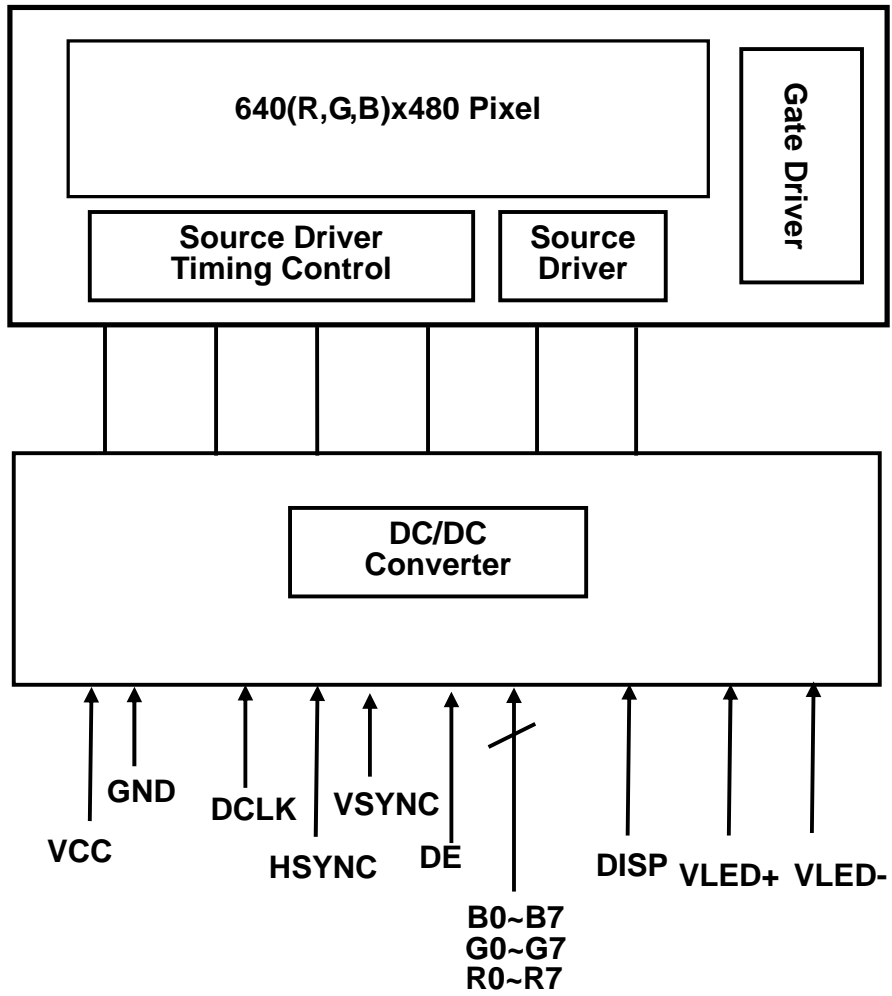 640(R,G,B)x480 Pixel
Gate Driver
Source Driver
Timing Control
Source
Driver
DC/DC
Converter
GND
DCLK
VSYNC
VCC
HSYNC
DE
DISP
VLED+
VLED-
B0~B7
G0~G7
R0~R7